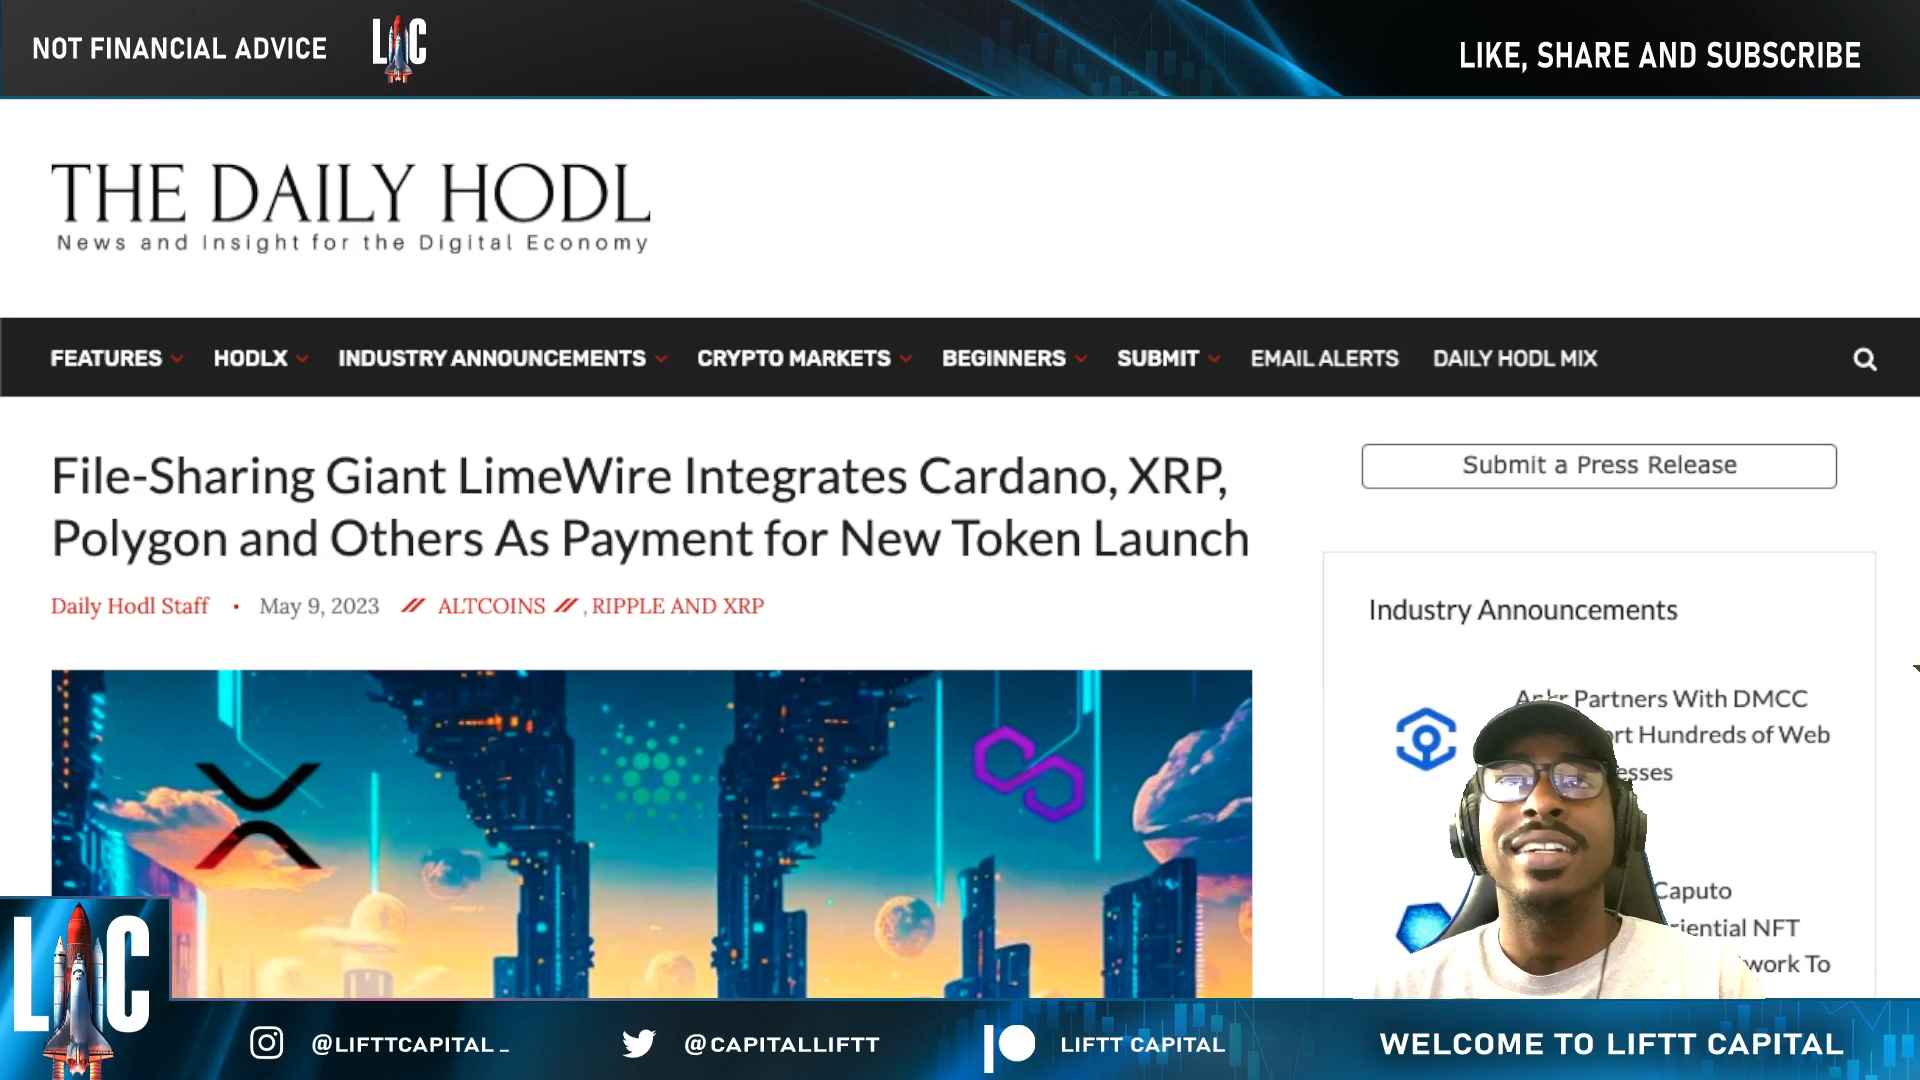 NOT FINANCIAL ADVICE
LC
LIKE, SHARE AND SUBSCRIBE
THE DAILY HODL
News and Insight for the Digital Economy
FEATURES HODLX INDUSTRY ANNOUNCEMENTS CRYPTO MARKETS BEGINNERS SUBMIT EMAIL ALERTS DAILY HODL MIX
File-Sharing Giant LimeWire Integrates Cardano, XRP,
Polygon and Others As Payment for New Token Launch
Daily Hodl Staff · May 9, 2023 // ALTCOINS // , RIPPLE AND XRP
Submit a Press Release
Industry Announcements
Partners With DMCC
Hundreds of Web
Caputo
NFT
To
LC
@LIFTTCAPITAL_
@CAPITALLIFTT
LIFTT CAPITAL
WELCOME TO LIFTT CAPITAL